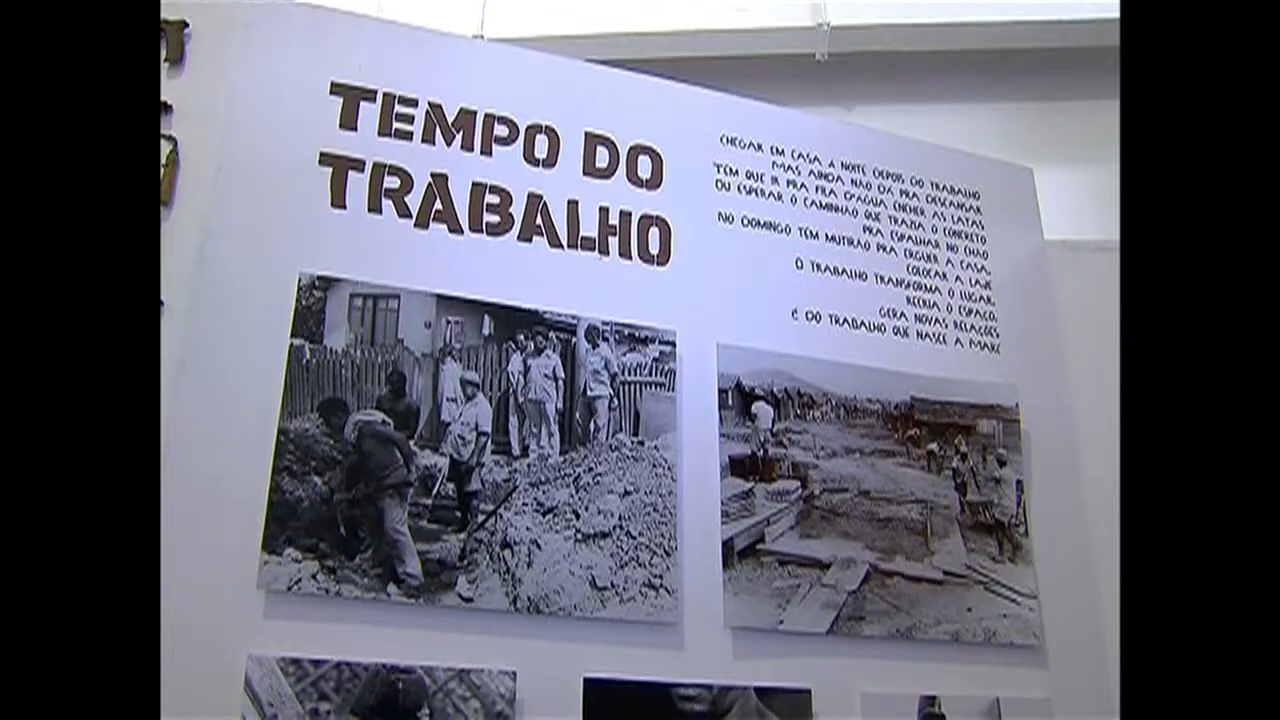 TEMPO DO
TRABALHO
CHEGAR EM CASA À NOITE DEPOIS DO TRABALHO
MAS AINDA NÃO DÁ PRA DESCANSAR
TEM QUE IR PRA FILA D'ÁGUA ENCHER AS LATAS
OU ESPERAR O CAMINHÃO QUE TRAZIA O CONCRETO
PRA ESPALHAR NO CHÃO
NO DOMINGO TEM MUTIRÃO PRA ERGUER A CASA,
COLOCAR A LAJE
O TRABALHO TRANSFORMA O LUGAR,
RECRIA O ESPAÇO,
GERA NOVAS RELAÇÕES
É DO TRABALHO QUE NASCE A MARÉ